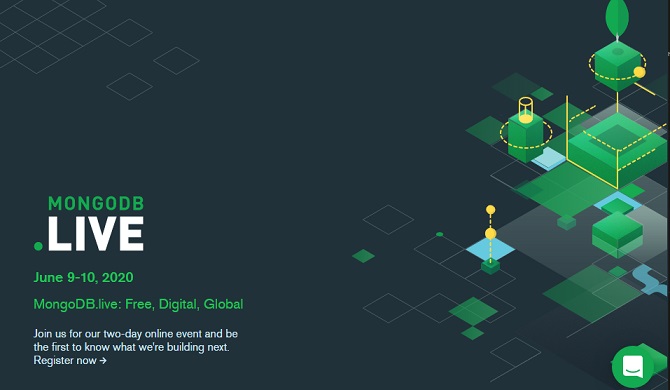 MONGODB
.LIVE
June 9-10, 2020
MongoDB.live: Free, Digital, Global
Join us for our two-day online event and be
the first to know what we're building next.
Register now →